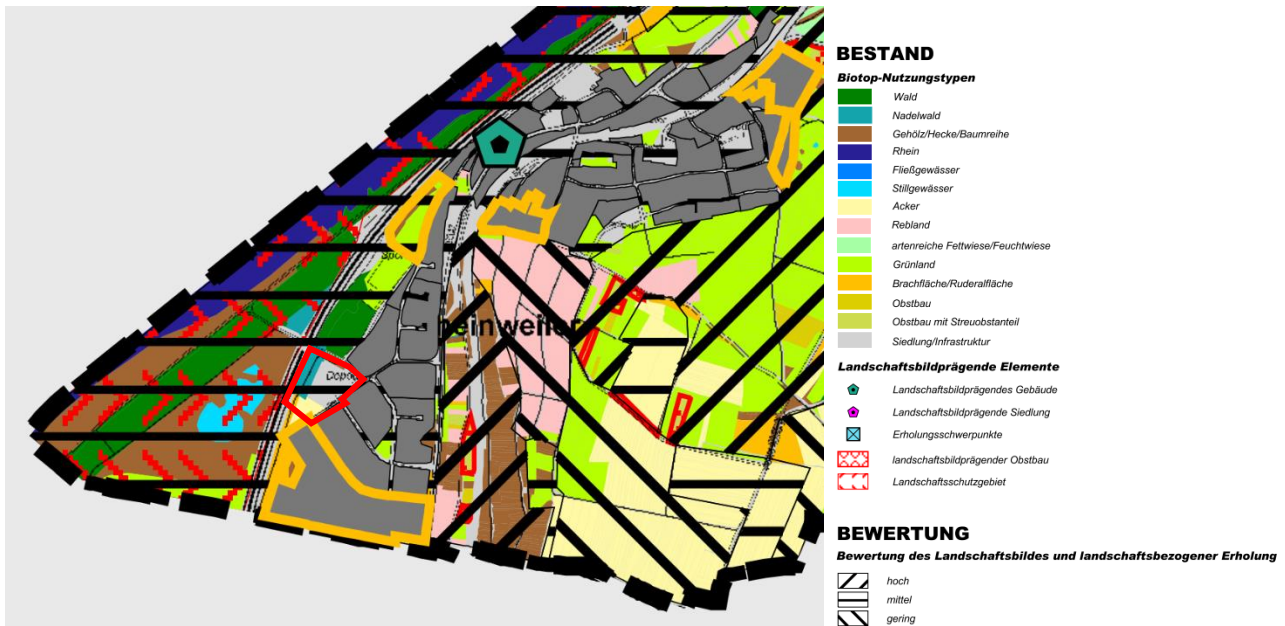 BESTAND
Biotop-Nutzungstypen
Wald
Nadelwald
Gehölz/Hecke/Baumreihe
Rhein
Fließgewässer
Stillgewässer
Acker
Rebland
artenreiche Fettwiese/Feuchtwiese
Grünland
Brachfläche/Ruderalfläche
Obstbau
Obstbau mit Streuobstanteil
Siedlung/Infrastruktur
Landschaftsbildprägende Elemente
Landschaftsbildprägendes Gebäude
Landschaftsbildprägende Siedlung
Erholungsschwerpunkte
landschaftsbildprägender Obstbau
Landschaftsschutzgebiet
BEWERTUNG
Bewertung des Landschaftsbildes und landschaftsbezogener Erholung
hoch
mittel
gering